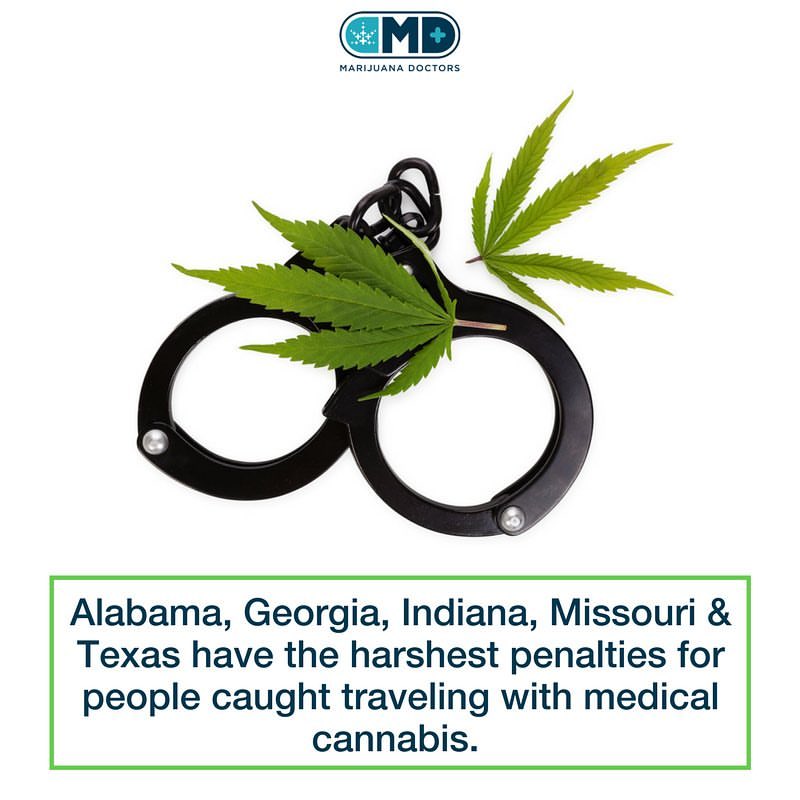 MD
MARIJUANA DOCTORS
Alabama, Georgia, Indiana, Missouri &
Texas have the harshest penalties for
people caught traveling with medical
cannabis.